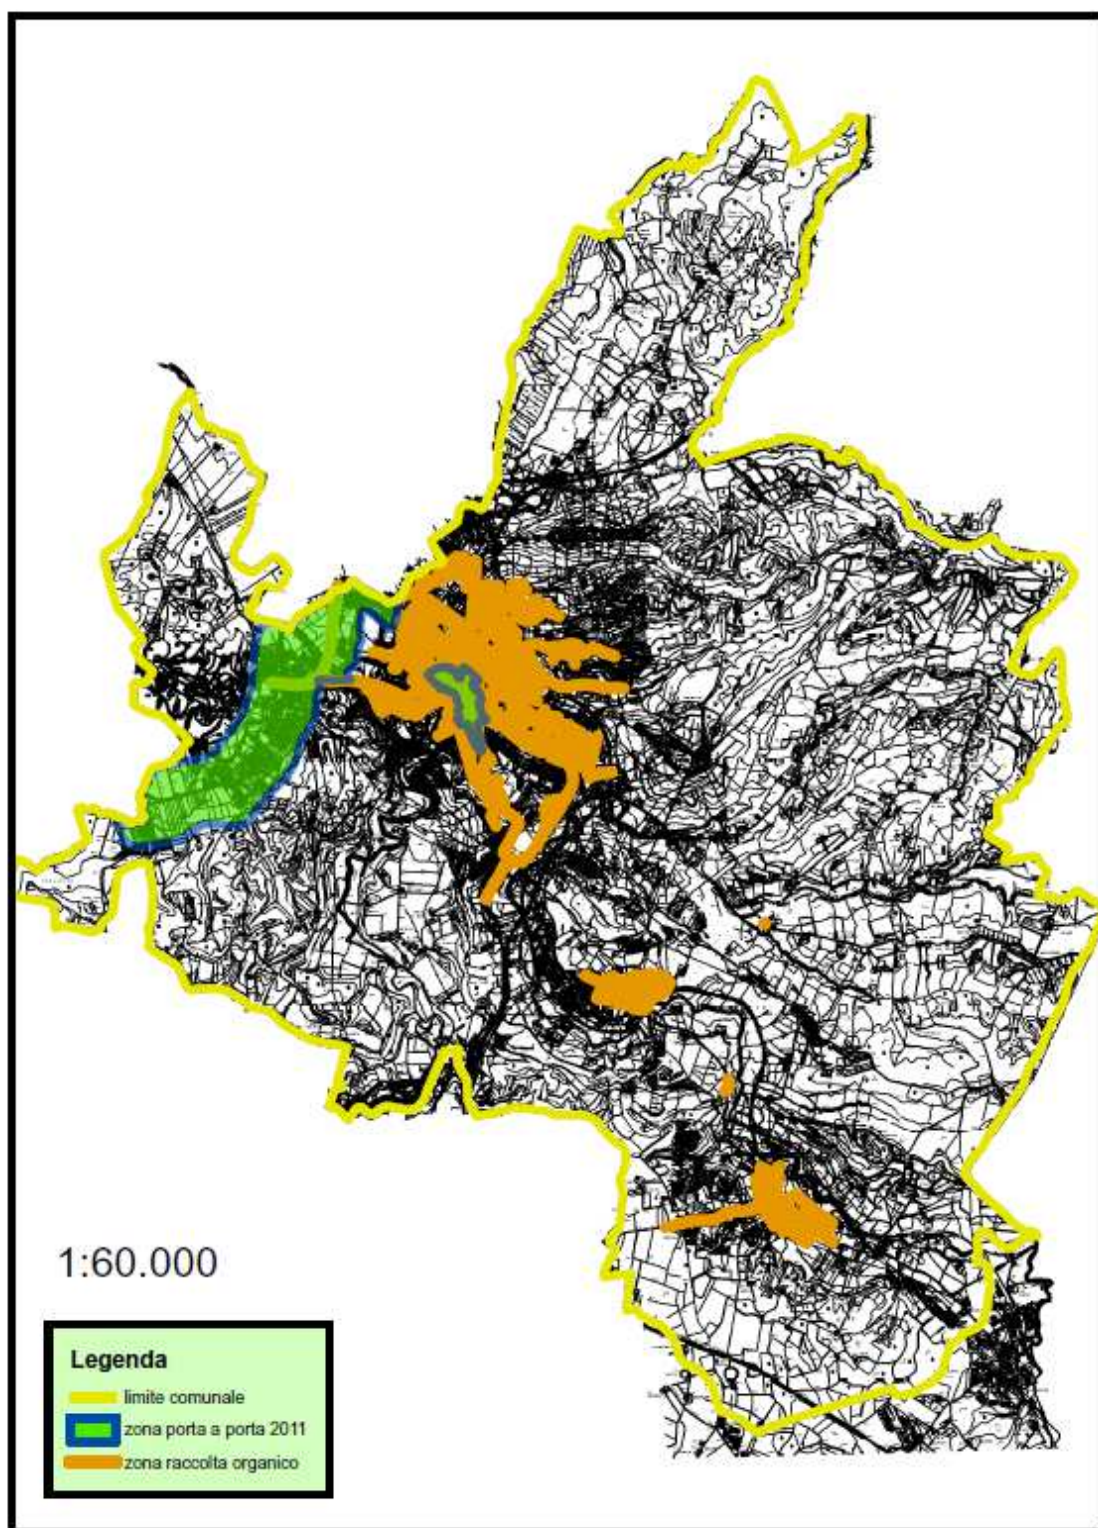 1:60.000
Legenda
limite comunale
zona porta a porta 2011
zona raccolta organico